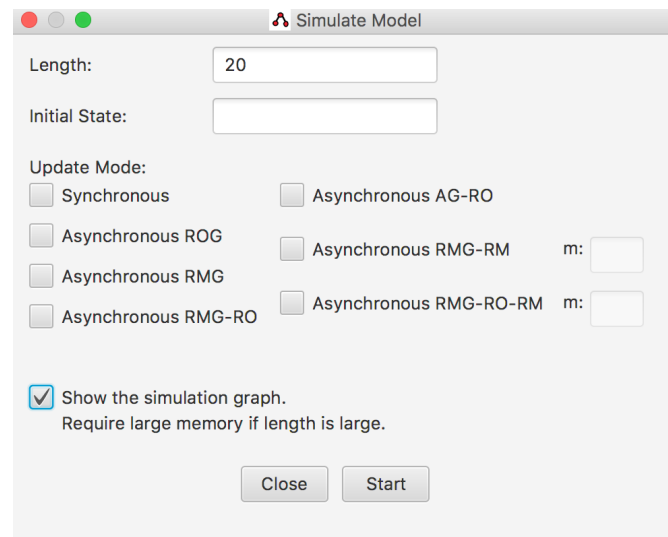 Simulate Model
Length:
20
Initial State:
Update Mode:
Synchronous
Asynchronous AG-RO
Asynchronous ROG
Asynchronous RMG-RM
m:
Asynchronous RMG
Asynchronous RMG-RO-RM
m:
Asynchronous RMG-RO
Show the simulation graph.
Require large memory if length is large.
Close
Start